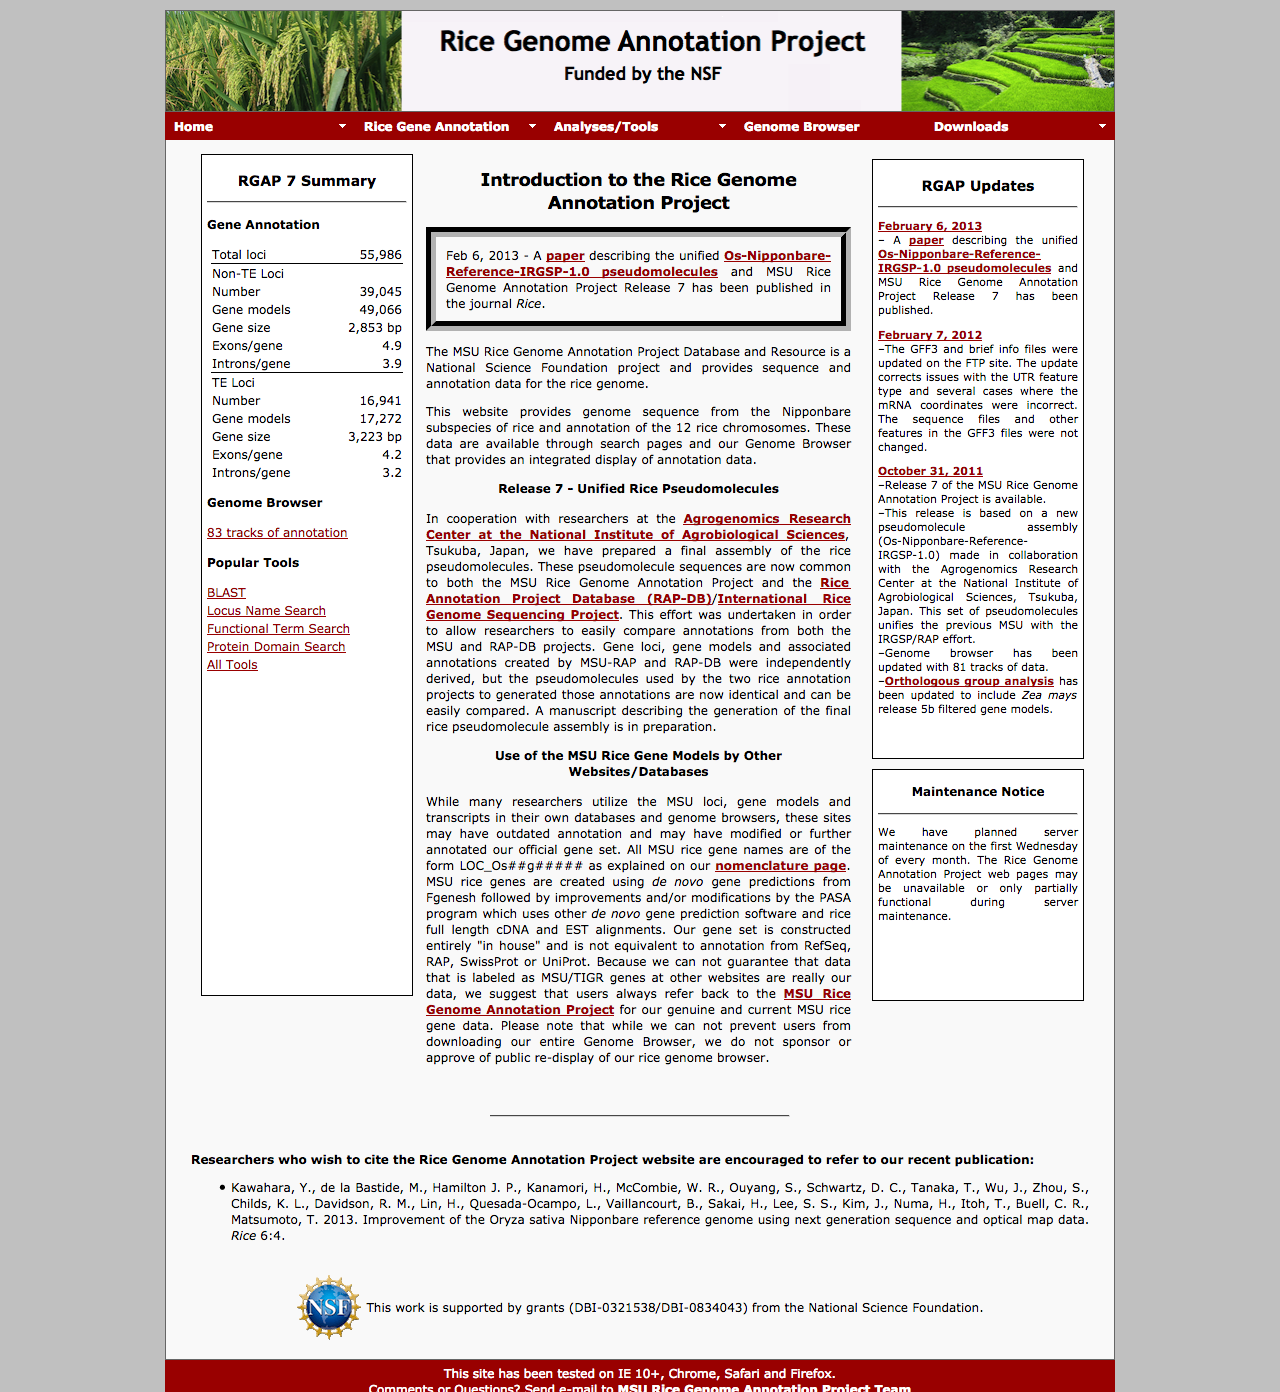 Rice Genome Annotation Project
Funded by the NSF
Home
Rice Gene Annotation
Analyses/Tools
Genome Browser
Downloads
RGAP 7 Summary
Gene Annotation
Total loci 55,986
Non-TE Loci
Number 39,045
Gene models 49,066
Gene size 2,853 bp
Exons/gene 4.9
Introns/gene 3.9
TE Loci
Number 16,941
Gene models 17,272
Gene size 3,223 bp
Exons/gene 4.2
Introns/gene 3.2
Genome Browser
83 tracks of annotation
Popular Tools
BLAST
Locus Name Search
Functional Term Search
Protein Domain Search
All Tools
Introduction to the Rice Genome
Annotation Project
Feb 6, 2013 - A paper describing the unified Os-Nipponbare-
Reference-IRGSP-1.0 pseudomolecules and MSU Rice
Genome Annotation Project Release 7 has been published in
the journal Rice.
The MSU Rice Genome Annotation Project Database and Resource is a
National Science Foundation project and provides sequence and
annotation data for the rice genome.
This website provides genome sequence from the Nipponbare
subspecies of rice and annotation of the 12 rice chromosomes. These
data are available through search pages and our Genome Browser
that provides an integrated display of annotation data.
Release 7 - Unified Rice Pseudomolecules
In cooperation with researchers at the Agrogenomics Research
Center at the National Institute of Agrobiological Sciences,
Tsukuba, Japan, we have prepared a final assembly of the rice
pseudomolecules. These pseudomolecule sequences are now common
to both the MSU Rice Genome Annotation Project and the Rice
Annotation Project Database (RAP-DB)/International Rice
Genome Sequencing Project. This effort was undertaken in order
to allow researchers to easily compare annotations from both the
MSU and RAP-DB projects. Gene loci, gene models and associated
annotations created by MSU-RAP and RAP-DB were independently
derived, but the pseudomolecules used by the two rice annotation
projects to generated those annotations are now identical and can be
easily compared. A manuscript describing the generation of the final
rice pseudomolecule assembly is in preparation.
Use of the MSU Rice Gene Models by Other
Websites/Databases
While many researchers utilize the MSU loci, gene models and
transcripts in their own databases and genome browsers, these sites
may have outdated annotation and may have modified or further
annotated our official gene set. All MSU rice gene names are of the
form LOC_Os##g##### as explained on our nomenclature page.
MSU rice genes are created using de novo gene predictions from
Fgenesh followed by improvements and/or modifications by the PASA
program which uses other de novo gene prediction software and rice
full length cDNA and EST alignments. Our gene set is constructed
entirely "in house" and is not equivalent to annotation from RefSeq,
RAP, SwissProt or UniProt. Because we can not guarantee that data
that is labeled as MSU/TIGR genes at other websites are really our
data, we suggest that users always refer back to the MSU Rice
Genome Annotation Project for our genuine and current MSU rice
gene data. Please note that while we can not prevent users from
downloading our entire Genome Browser, we do not sponsor or
approve of public re-display of our rice genome browser.
RGAP Updates
February 6, 2013
– A paper describing the unified
Os-Nipponbare-Reference-
IRGSP-1.0 pseudomolecules and
MSU Rice Genome Annotation
Project Release 7 has been
published.
February 7, 2012
–The GFF3 and brief info files were
updated on the FTP site. The update
corrects issues with the UTR feature
type and several cases where the
mRNA coordinates were incorrect.
The sequence files and other
features in the GFF3 files were not
changed.
October 31, 2011
–Release 7 of the MSU Rice Genome
Annotation Project is available.
–This release is based on a new
pseudomolecule assembly
(Os-Nipponbare-Reference-
IRGSP-1.0) made in collaboration
with the Agrogenomics Research
Center at the National Institute of
Agrobiological Sciences, Tsukuba,
Japan. This set of pseudomolecules
unifies the previous MSU with the
IRGSP/RAP effort.
–Genome browser has been
updated with 81 tracks of data.
–Orthologous group analysis has
been updated to include Zea mays
release 5b filtered gene models.
Maintenance Notice
We have planned server
maintenance on the first Wednesday
of every month. The Rice Genome
Annotation Project web pages may
be unavailable or only partially
functional during server
maintenance.
Researchers who wish to cite the Rice Genome Annotation Project website are encouraged to refer to our recent publication:
• Kawahara, Y., de la Bastide, M., Hamilton J. P., Kanamori, H., McCombie, W. R., Ouyang, S., Schwartz, D. C., Tanaka, T., Wu, J., Zhou, S.,
Childs, K. L., Davidson, R. M., Lin, H., Quesada-Ocampo, L., Vaillancourt, B., Sakai, H., Lee, S. S., Kim, J., Numa, H., Itoh, T., Buell, C. R.,
Matsumoto, T. 2013. Improvement of the Oryza sativa Nipponbare reference genome using next generation sequence and optical map data.
Rice 6:4.
NSF
This work is supported by grants (DBI-0321538/DBI-0834043) from the National Science Foundation.
This site has been tested on IE 10+, Chrome, Safari and Firefox.
Comments or Questions? Send e-mail to MSU Rice Genome Annotation Project Team